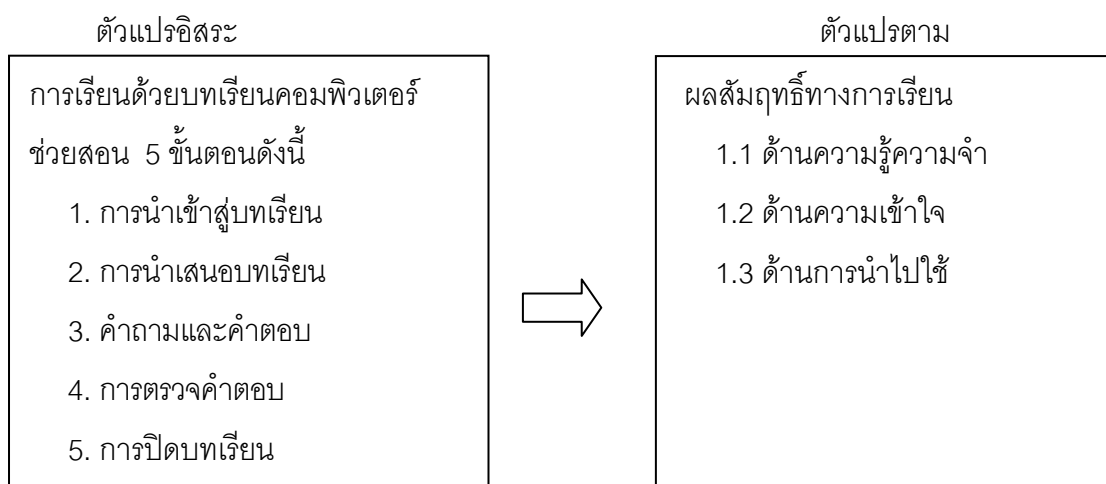 ตัวแปรอิสระ
การเรียนด้วยบทเรียนคอมพิวเตอร์
ช่วยสอน 5 ขั้นตอนดังนี้
1. การนำเข้าสู่บทเรียน
2. การนำเสนอบทเรียน
3. คำถามและคำตอบ
4. การตรวจคำตอบ
5. การปิดบทเรียน
ตัวแปรตาม
ผลสัมฤทธิ์ทางการเรียน
1.1 ด้านความรู้ความจำ
1.2 ด้านความเข้าใจ
1.3 ด้านการนำไปใช้